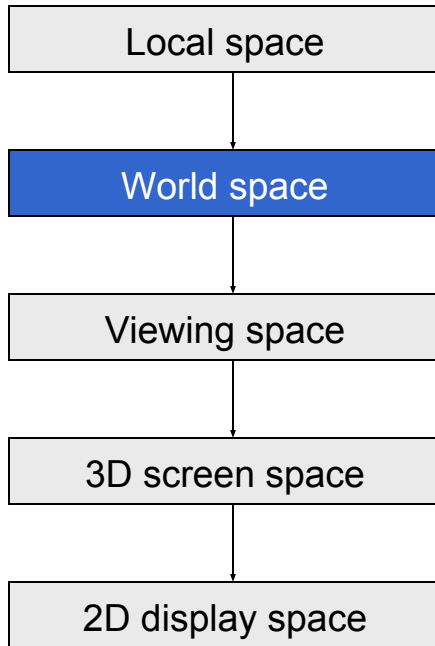 Local space
World space
Viewing space
3D screen space
2D display space